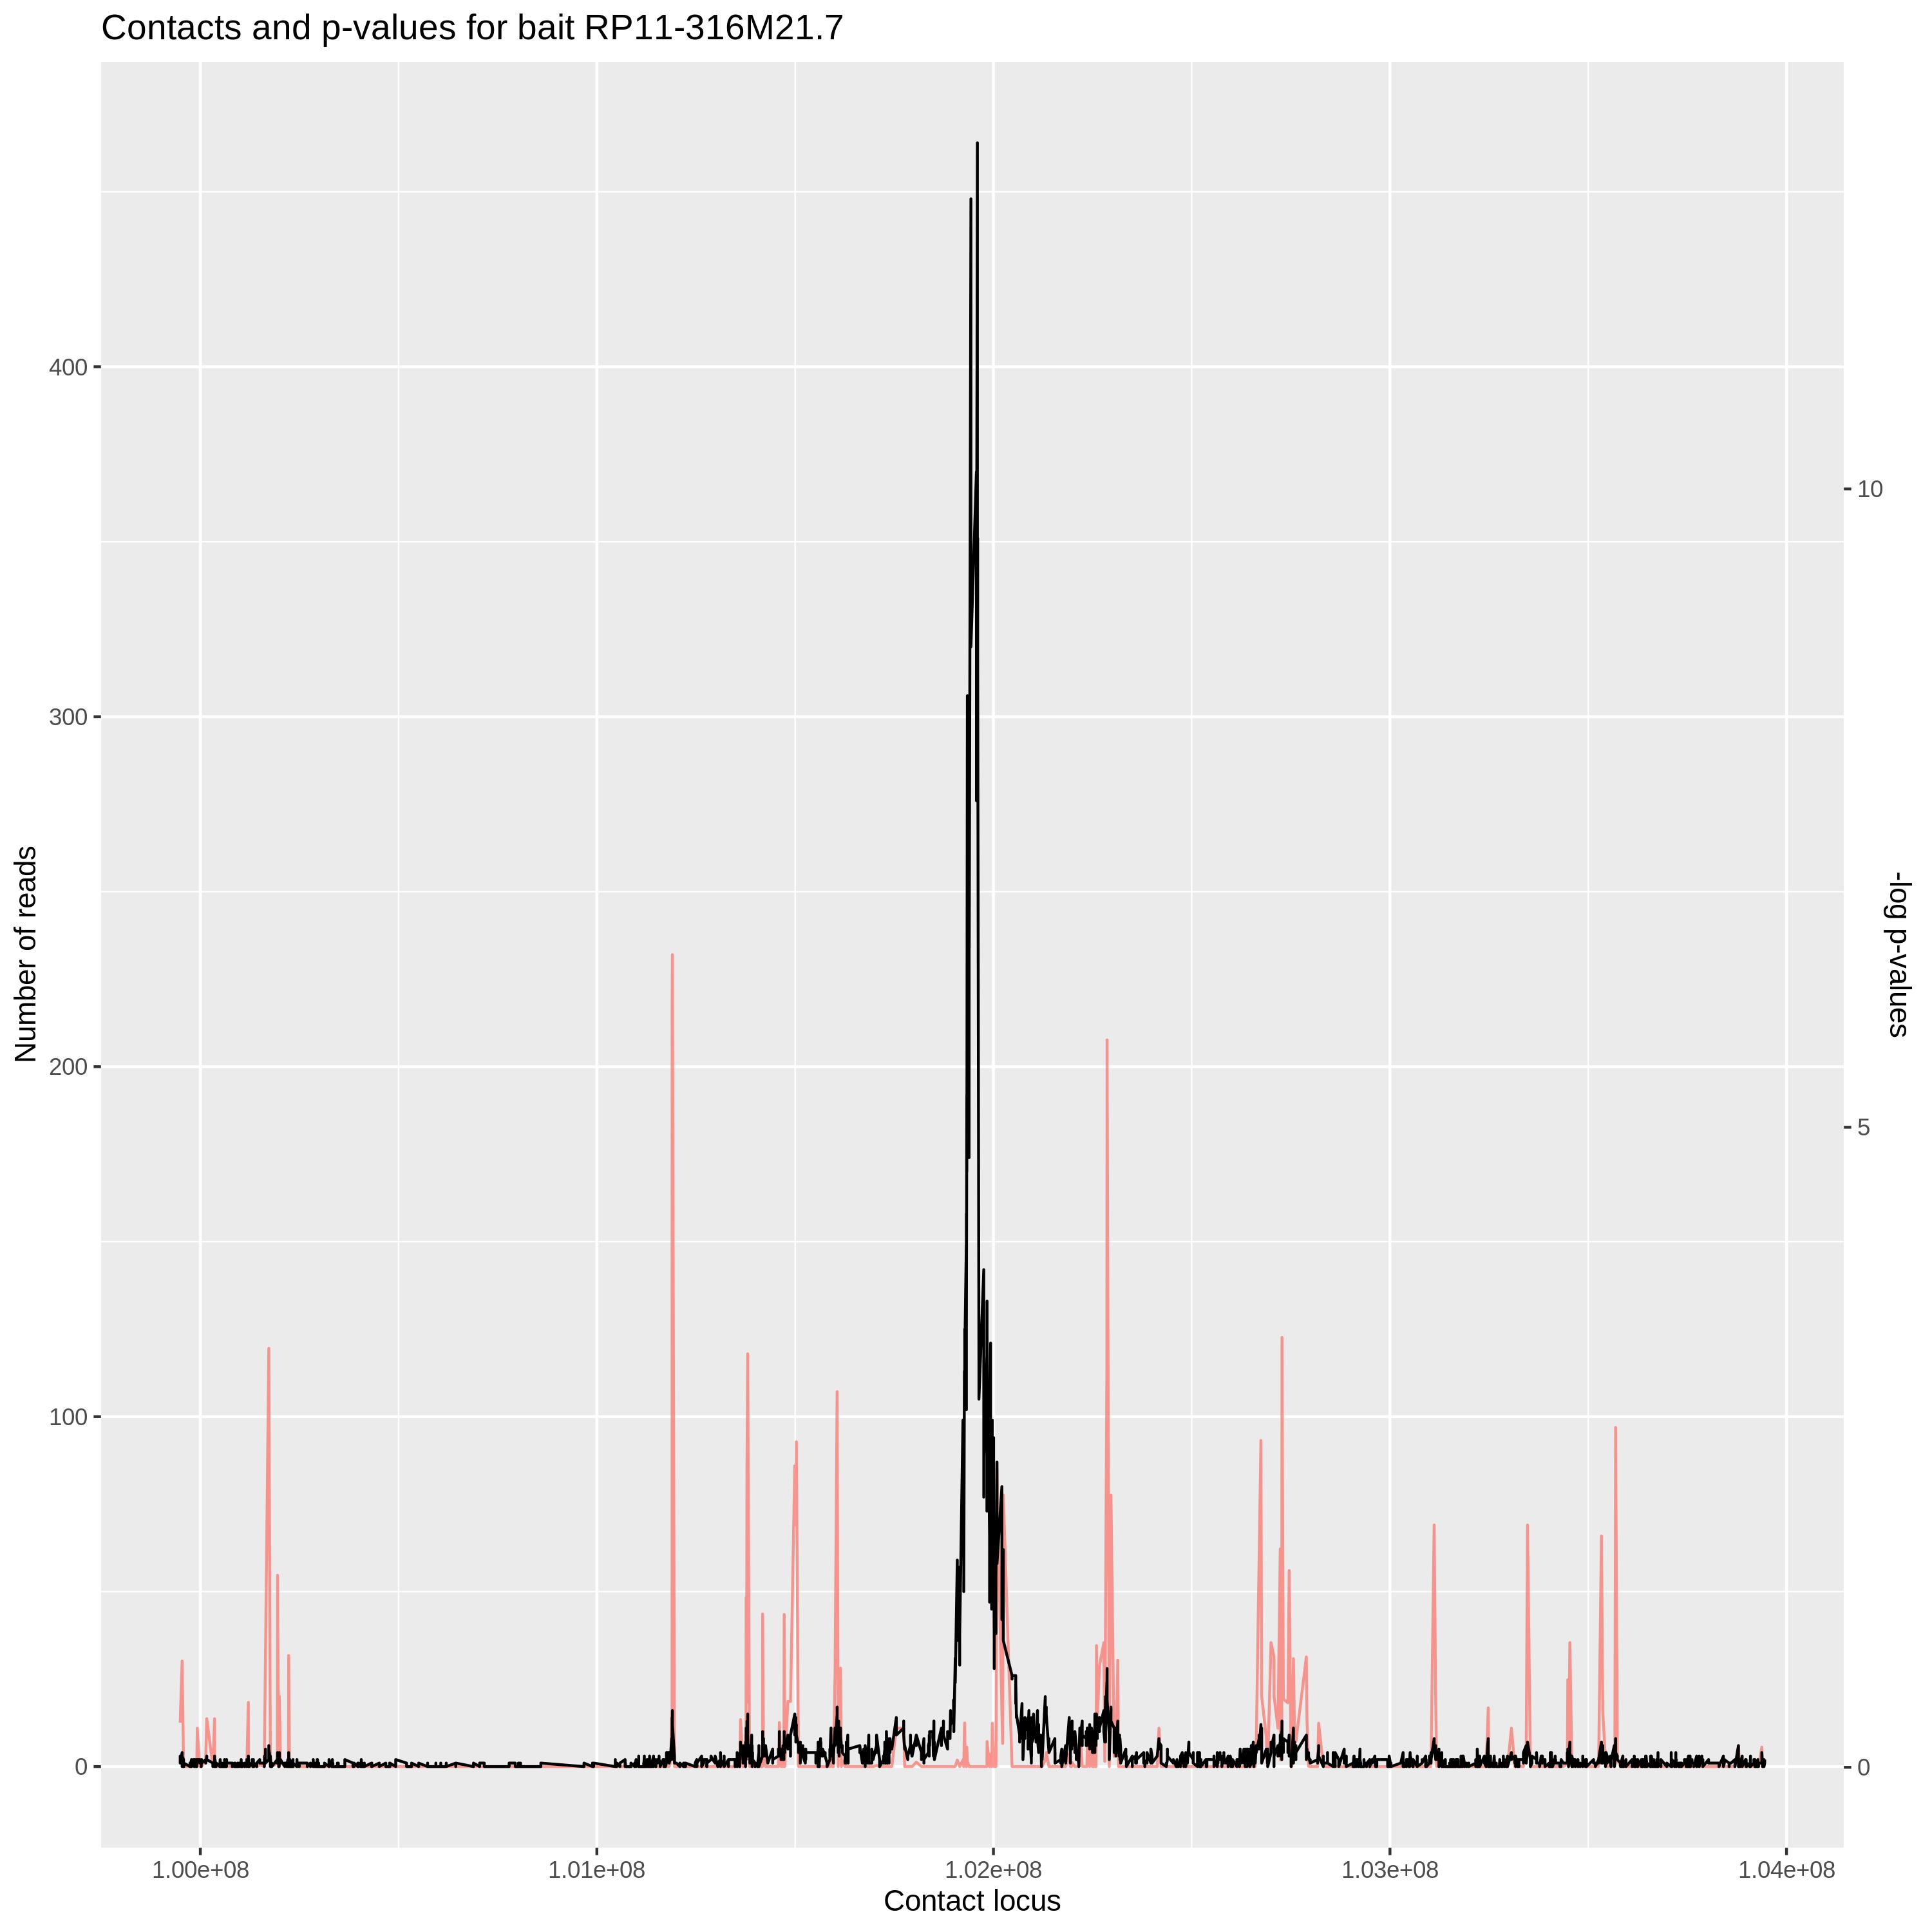 Contacts and p-values for bait RP11-316M21.7
400
300
200
100
0
Number of reads
10
5
0
-log p-values
1.00e+08
1.01e+08
1.02e+08
1.03e+08
1.04e+08
Contact locus